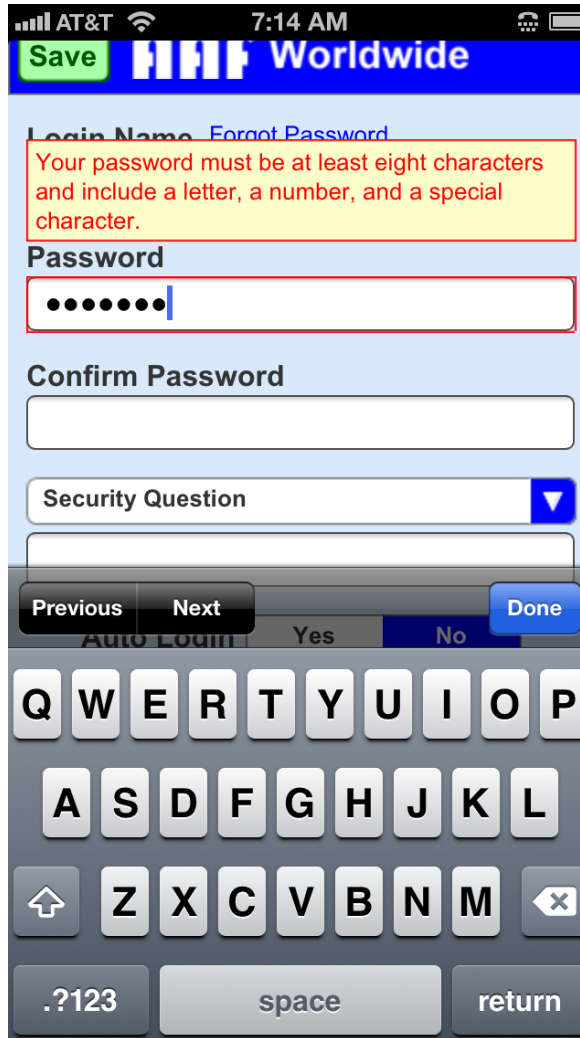 AT&T 7:14 AM
Save Worldwide
Login Name Forgot Password
Your password must be at least eight characters
and include a letter, a number, and a special
character.
Password
Confirm Password
Security Question
Previous Next Done
Auto Login Yes No
Q W E R T Y U I O P
A S D F G H J K L
Z X C V B N M
.?123 space return